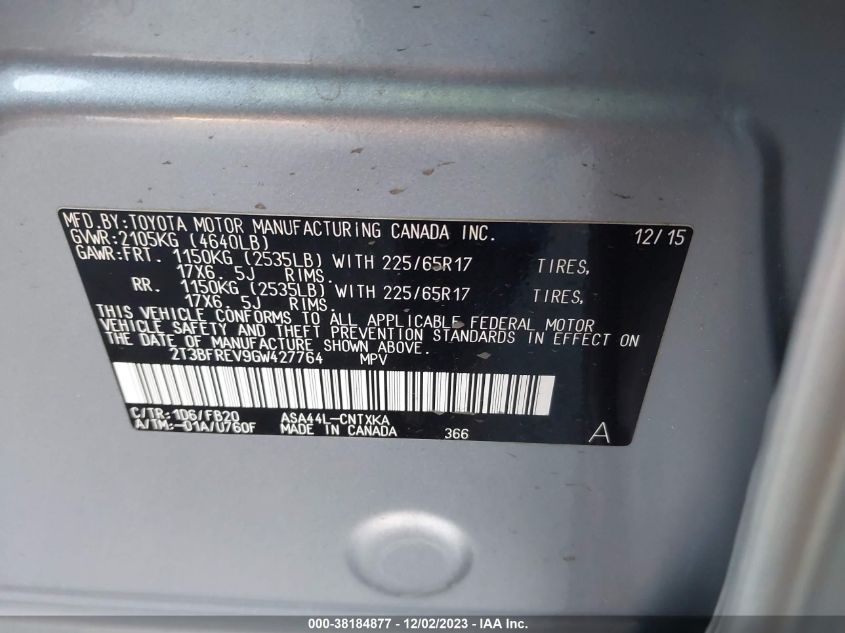 MFD.BY:TOYOTA MOTOR MANUFACTURING CANADA INC. 12/15
GVWR:2105KG (4640LB)
GAWR:FRT. 1150KG (2535LB) WITH 225/65R17 TIRES,
17X6.5J RIMS.
RR. 1150KG (2535LB) WITH 225/65R17 TIRES,
17X6.5J RIMS.
THIS VEHICLE CONFORMS TO ALL APPLICABLE FEDERAL MOTOR
VEHICLE SAFETY AND THEFT PREVENTION STANDARDS IN EFFECT ON
THE DATE OF MANUFACTURE SHOWN ABOVE.
2T3BFREV9GW427764 MPV
C/TR:1D6/FB20 ASA44L-CNTXKA
A/TM:-01A/U760F MADE IN CANADA 366 A
000-38184877 - 12/02/2023 - IAA Inc.